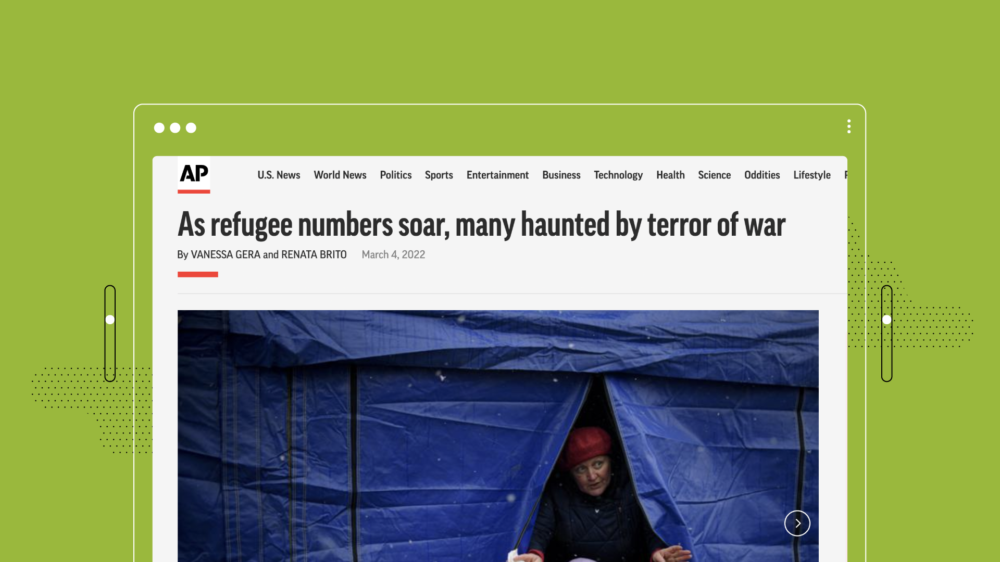 AP
U.S. News World News Politics Sports Entertainment Business Technology Health Science Oddities Lifestyle
As refugee numbers soar, many haunted by terror of war
By VANESSA GERA and RENATA BRITO March 4, 2022